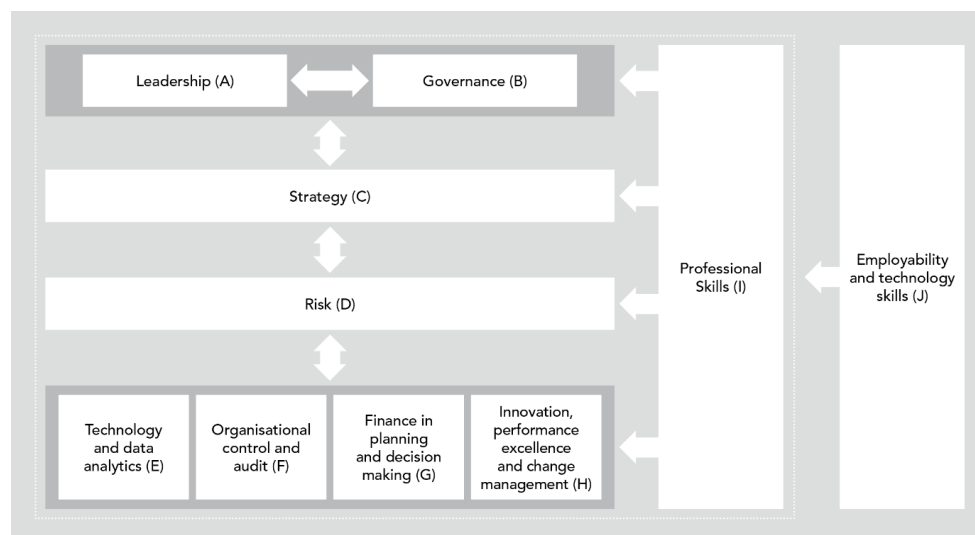 Leadership (A)
Governance (B)
Strategy (C)
Risk (D)
Technology
and data
analytics (E)
Organisational
control and
audit (F)
Finance in
planning
and decision
making (G)
Innovation,
performance
excellence
and change
management (H)
Professional
Skills (I)
Employability
and technology
skills (J)